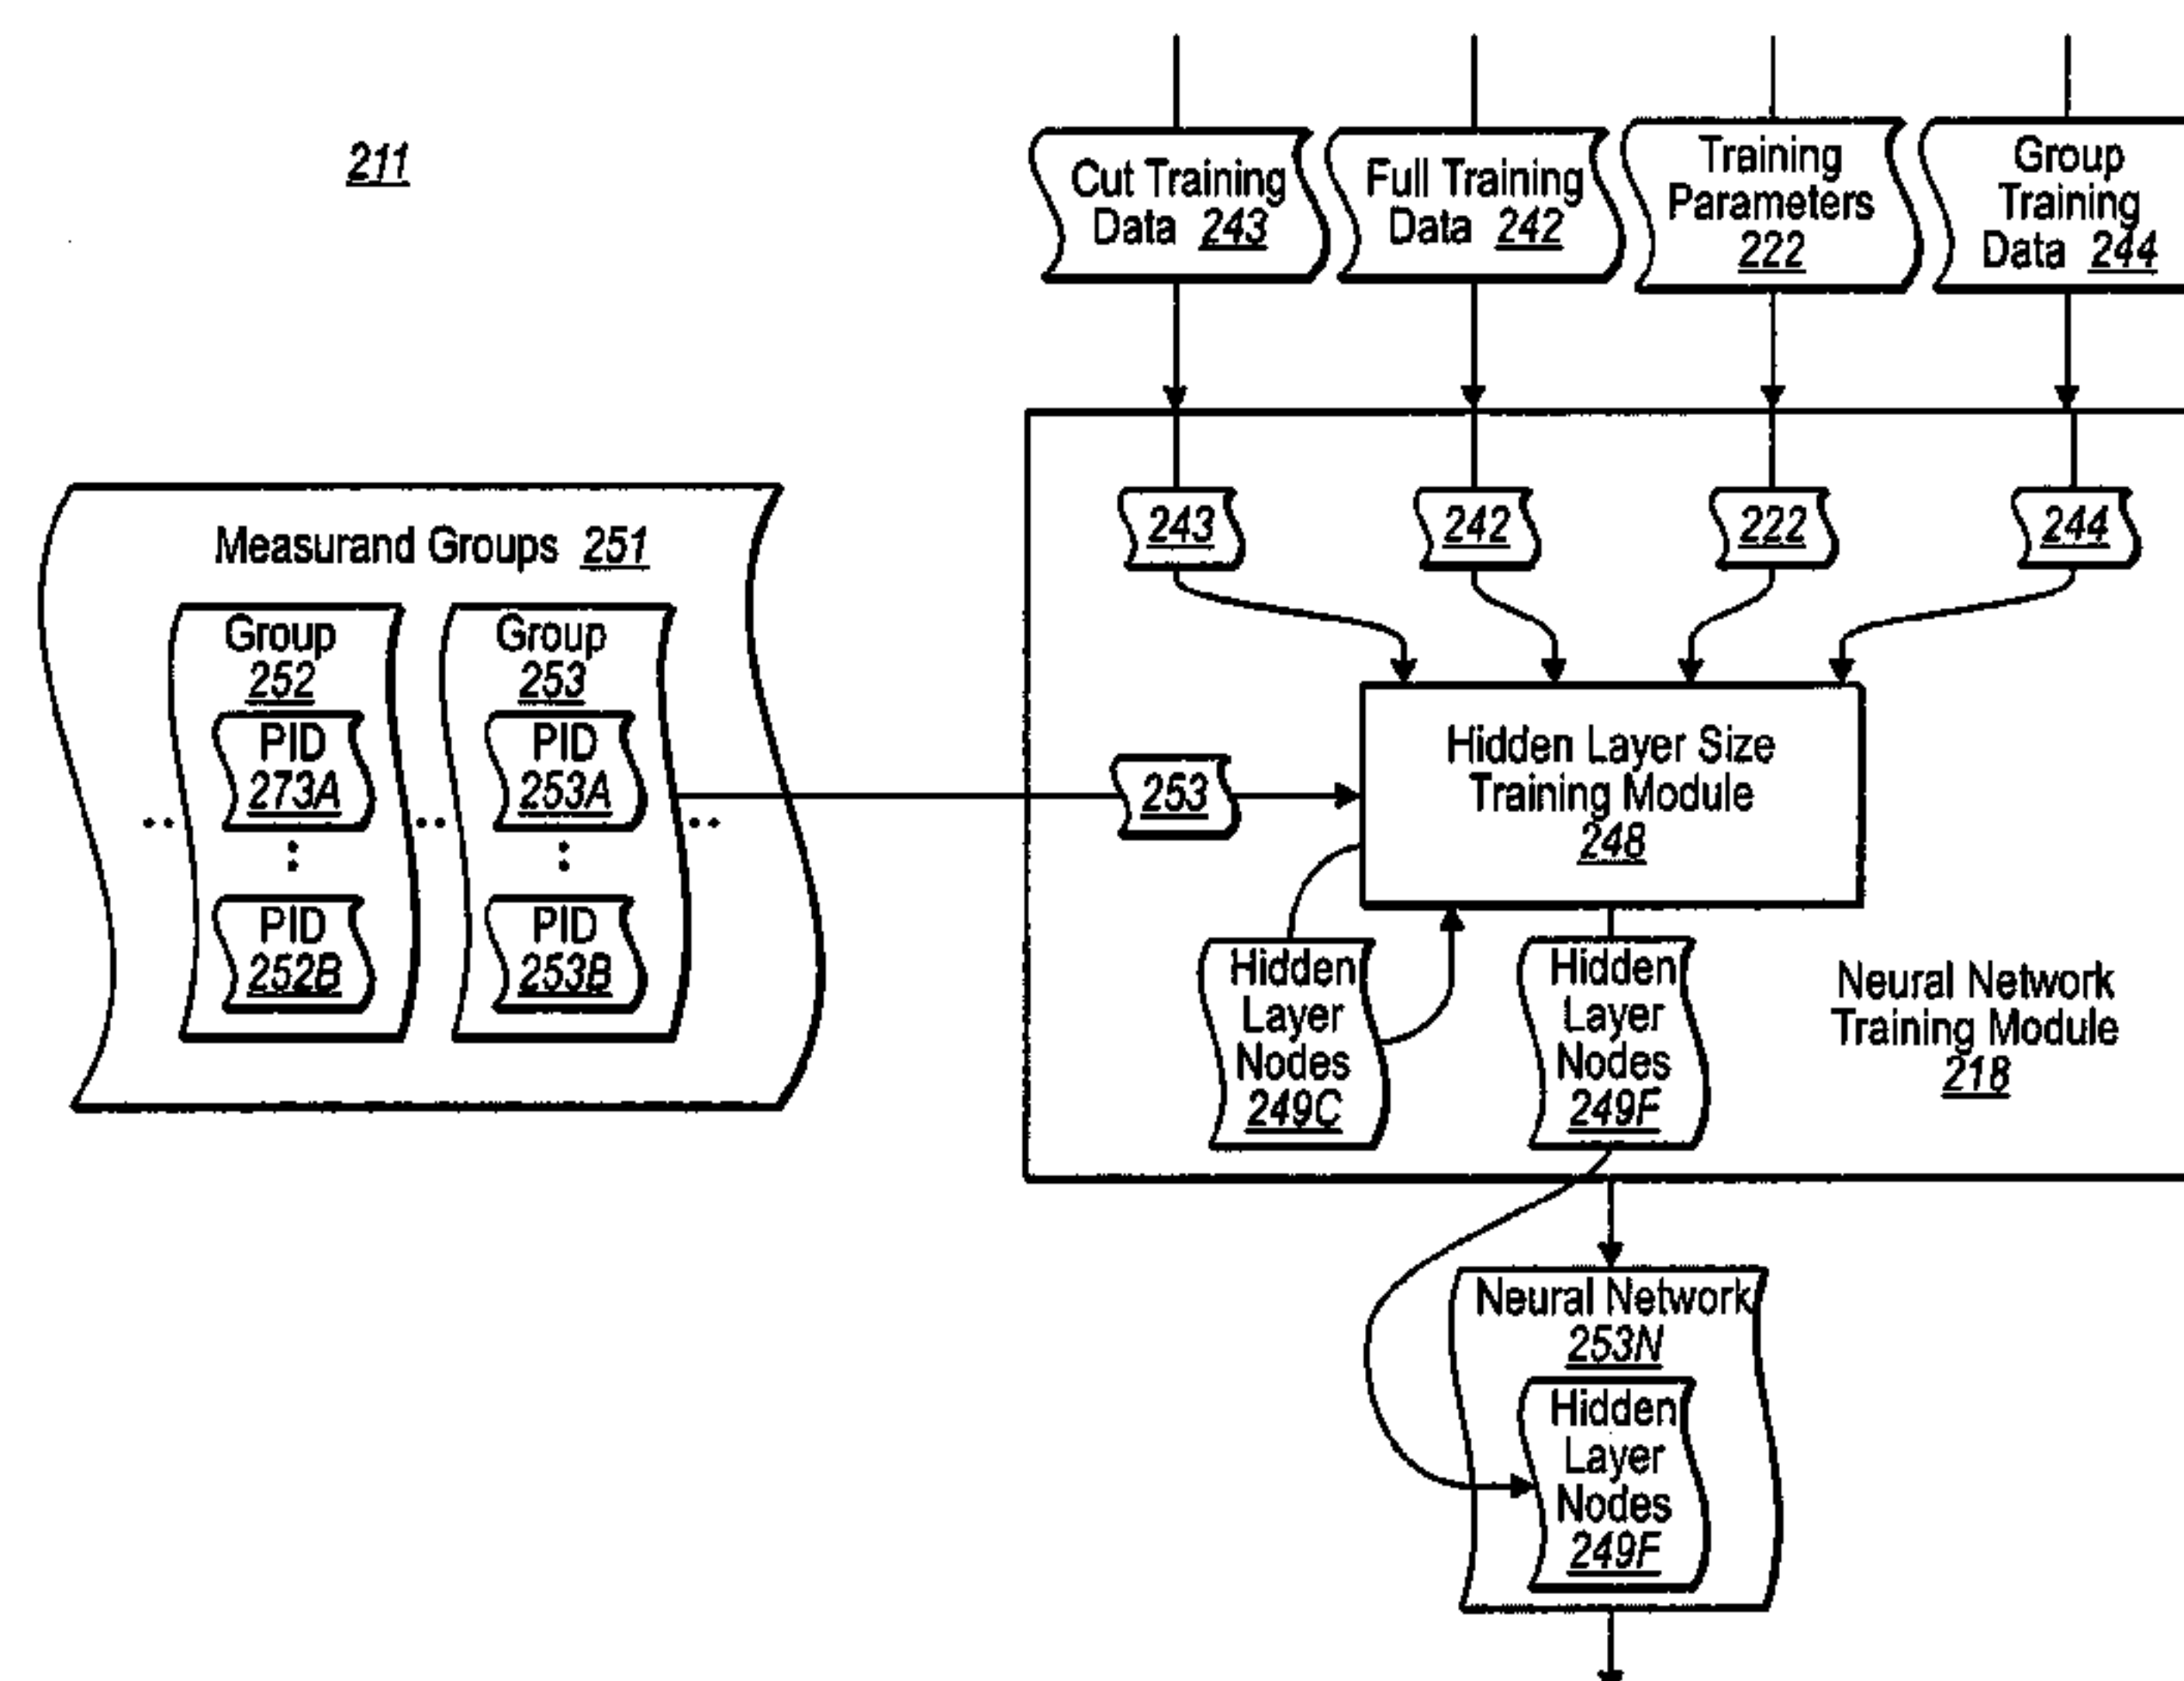 211
Cut Training
Data 243
Full Training
Data 242
Training
Parameters
222
Group
Training
Data 244
243
242
222
244
Measurand Groups 251
Group
252
PID
273A
PID
252B
Group
253
PID
253A
PID
253B
253
Hidden Layer Size
Training Module
248
Hidden
Layer
Nodes
249C
Hidden
Layer
Nodes
249F
Neural Network
Training Module
218
Neural Network
253N
Hidden
Layer
Nodes
249F